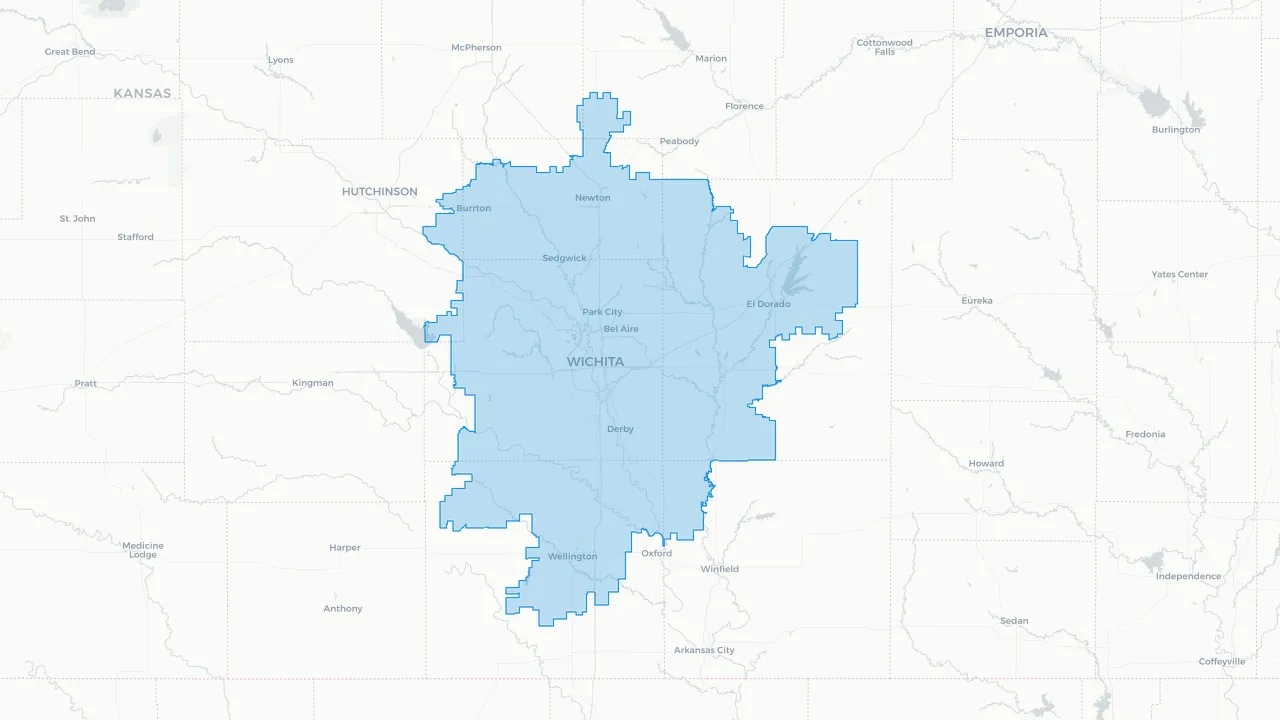 EMPORIA
Cottonwood
Falls
McPherson
Great Bend
Lyons
Marion
KANSAS
Florence
Burlington
Peabody
HUTCHINSON
Newton
Burrton
St. John
Stafford
Sedgwick
Yates Center
Eureka
El Dorado
Park City
Bel Aire
WICHITA
Pratt
Kingman
Derby
Fredonia
Howard
Medicine
Lodge
Harper
Wellington
Oxford
Winfield
Independence
Anthony
Sedan
Arkansas City
Coffeyville